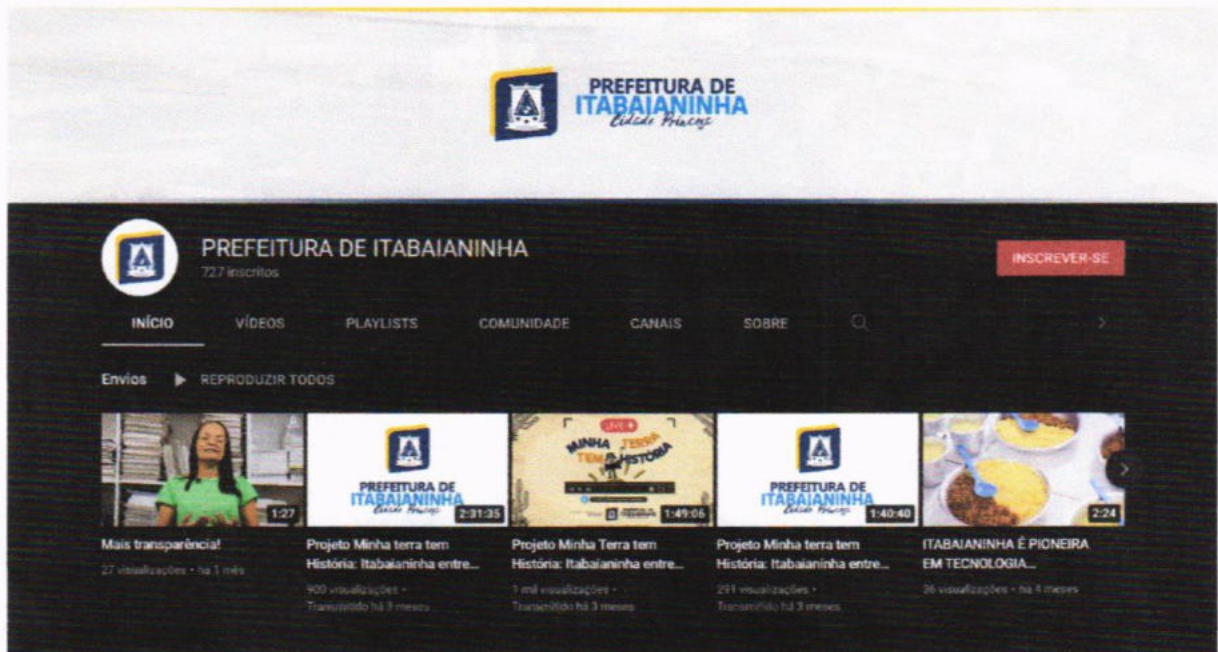 PREFEITURA DE
ITABAIANINHA
Cidade Princesa
PREFEITURA DE ITABAIANINHA
727 inscritos
INSCREVER-SE
INÍCIO VÍDEOS PLAYLISTS COMUNIDADE CANAIS SOBRE
Envios REPRODUZIR TODOS
1:27
PREFEITURA DE
ITABAIANINHA
Cidade Princesa
2:31:35
LIVE
MINHA TERRA
TEM HISTÓRIA
1:49:06
PREFEITURA DE
ITABAIANINHA
Cidade Princesa
1:40:40
2:24
Mais transparência!
27 visualizações • há 1 mês
Projeto Minha terra tem
História: Itabaianinha entre...
900 visualizações •
Transmitido há 3 meses
Projeto Minha Terra tem
História: Itabaianinha entre...
1 mil visualizações •
Transmitido há 3 meses
Projeto Minha terra tem
História: Itabaianinha entre...
291 visualizações •
Transmitido há 3 meses
ITABAIANINHA É PIONEIRA
EM TECNOLOGIA...
36 visualizações • há 4 meses